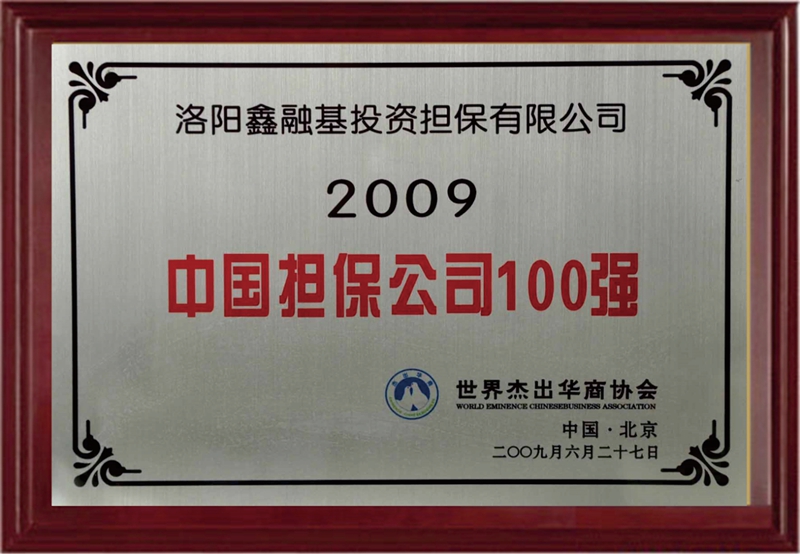 洛阳鑫融基投资担保有限公司
2009
中国担保公司100强
世界杰出华商协会
WORLD EMINENCE CHINESEBUSINESS ASSOCIATION
中国·北京
二〇〇九月六月二十七日